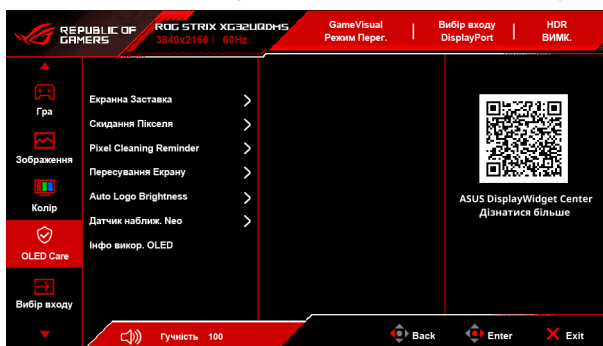 REPUBLIC OF
GAMERS
ROG STRIX XG32UQDMS
3840x2160 | 60Hz
GameVisual
Режим Перег.
Вибір входу
DisplayPort
HDR
ВИМК.
Гра
Зображення
Колір
OLED Care
Вибір входу
Екранна Заставка
Скидання Пікселя
Pixel Cleaning Reminder
Пересування Екрану
Auto Logo Brightness
Датчик наближ. Neo
Інфо викор. OLED
ASUS DisplayWidget Center
Дізнатися більше
Гучність 100
Back
Enter
Exit